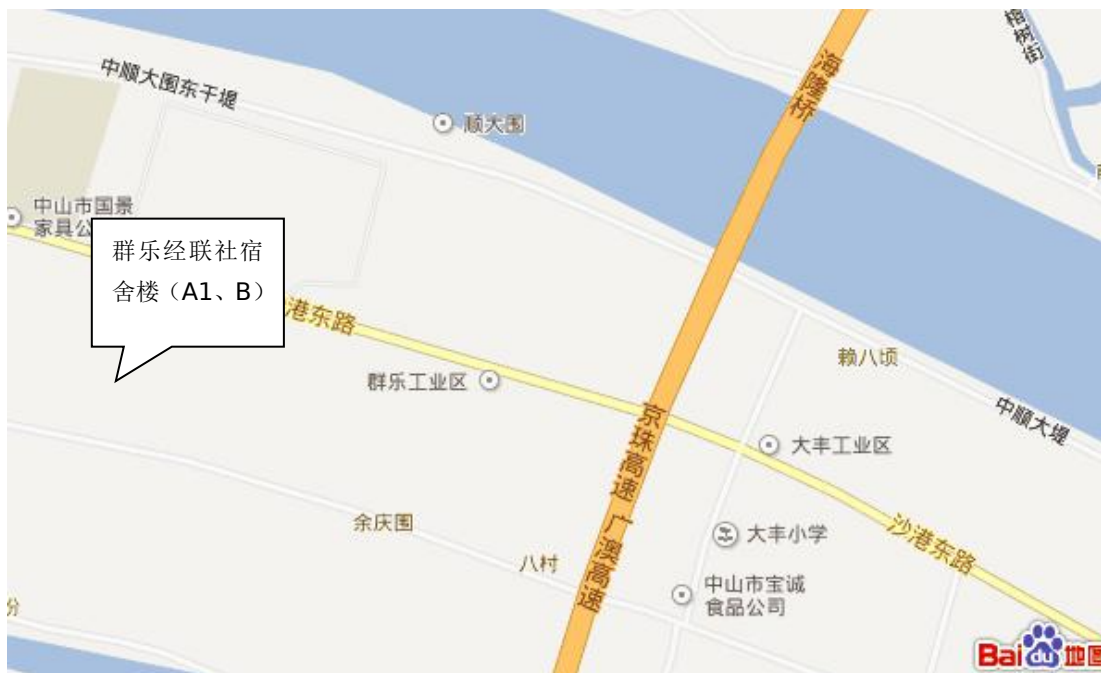 榕树街
海隆桥
中顺大围东干堤
顺大围
中山市国景
家具公
群乐经联社宿
舍楼（A1、B）
港东路
赖八顷
群乐工业区
中顺大堤
京珠高速 广澳高速
大丰工业区
余庆围
大丰小学
沙港东路
八村
中山市宝诚
食品公司
份
Bai du 地图